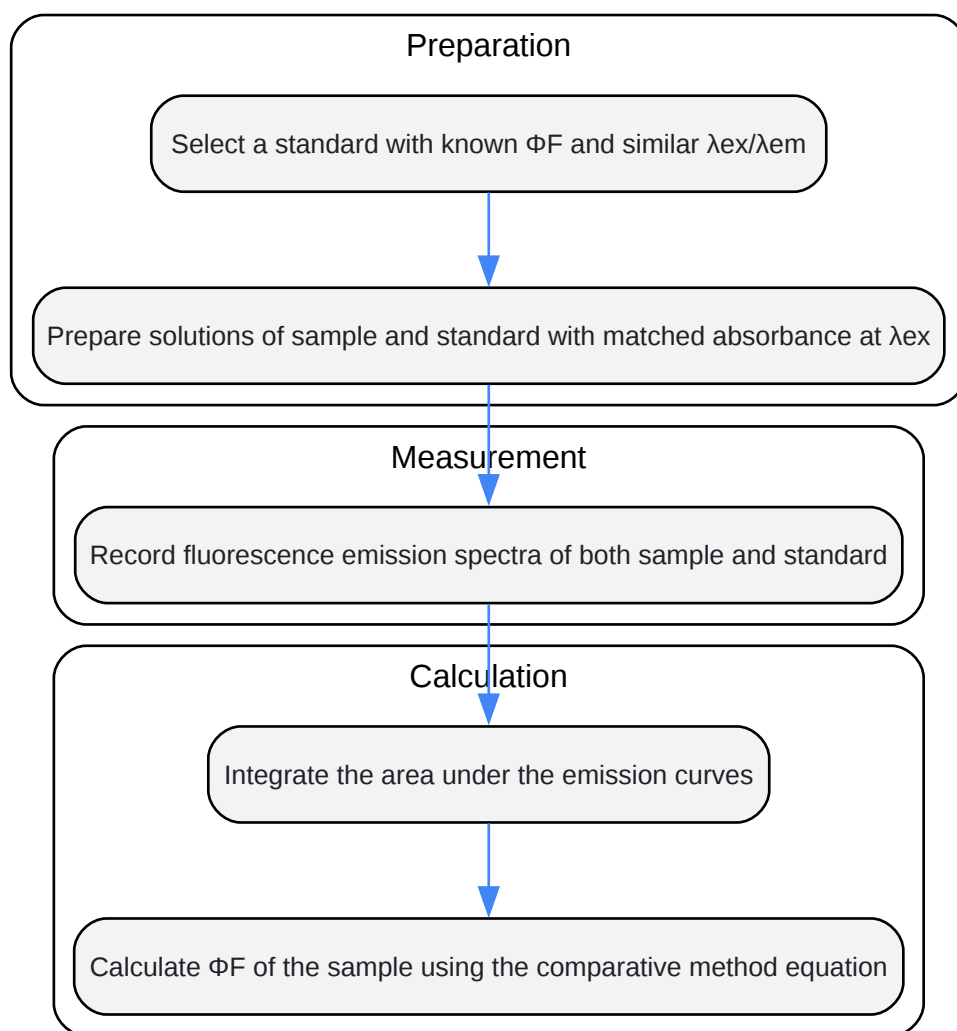 Preparation
Select a standard with known ΦF and similar λex/λem
Prepare solutions of sample and standard with matched absorbance at λex
Measurement
Record fluorescence emission spectra of both sample and standard
Calculation
Integrate the area under the emission curves
Calculate ΦF of the sample using the comparative method equation